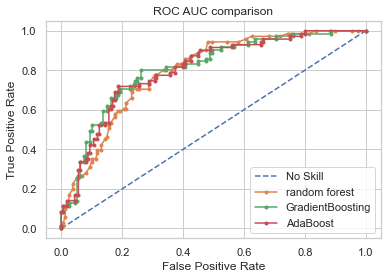 ROC AUC comparison
True Positive Rate
1.0
0.8
0.6
0.4
0.2
0.0
No Skill
random forest
GradientBoosting
AdaBoost
0.0 0.2 0.4 0.6 0.8 1.0
False Positive Rate